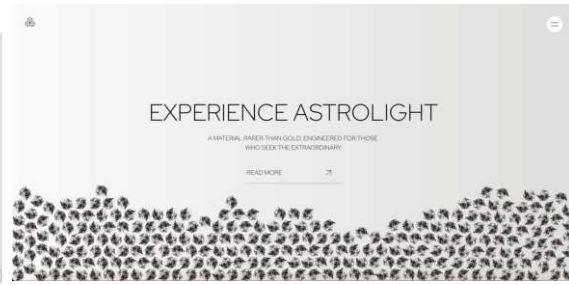 EXPERIENCE ASTROLIGHT
A MATERIAL RARER THAN GOLD, ENGINEERED FOR THOSE
WHO SEEK THE EXTRAORDINARY.
READ MORE